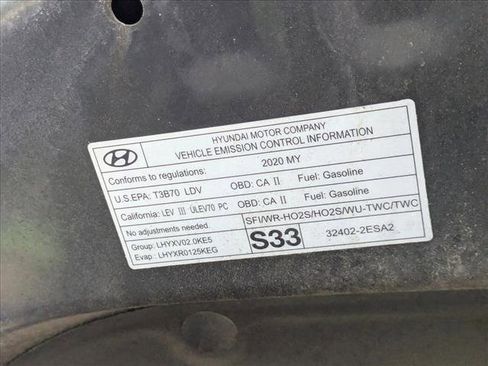 HYUNDAI MOTOR COMPANY
VEHICLE EMISSION CONTROL INFORMATION
Conforms to regulations: 2020 MY
U.S.EPA: T3B70 LDV OBD: CA II Fuel: Gasoline
California: LEV III ULEV70 PC OBD: CA II Fuel: Gasoline
No adjustments needed. SFI/WR-HO2S/HO2S/WU-TWC/TWC
Group: LHYXV02.0KE5
Evap : LHYXR0125KEG
S33 32402-2ESA2